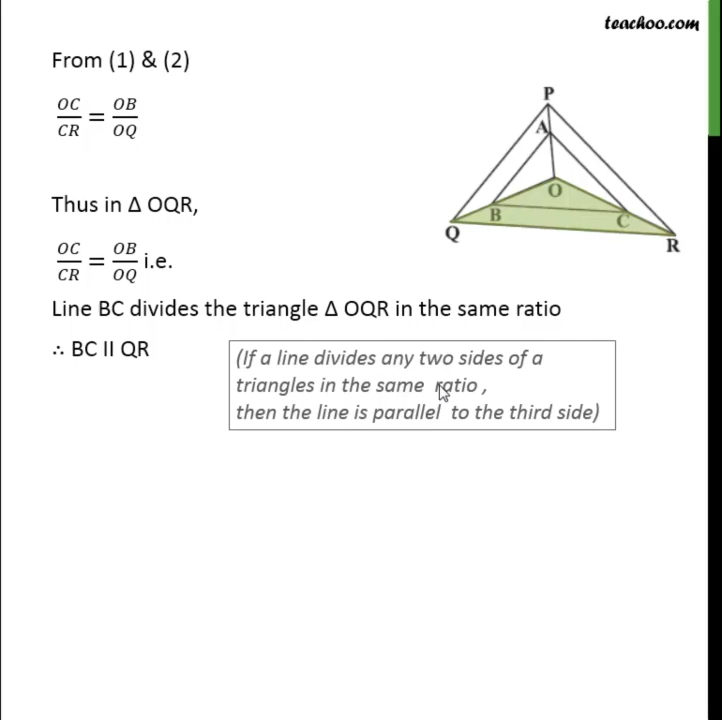 teachoo.com
From (1) & (2)
OC/CR = OB/OQ
Thus in Δ OQR,
OC/CR = OB/OQ i.e.
Line BC divides the triangle Δ OQR in the same ratio
∴ BC II QR
(If a line divides any two sides of a
triangles in the same ratio ,
then the line is parallel to the third side)
P
A
O
B
C
Q
R